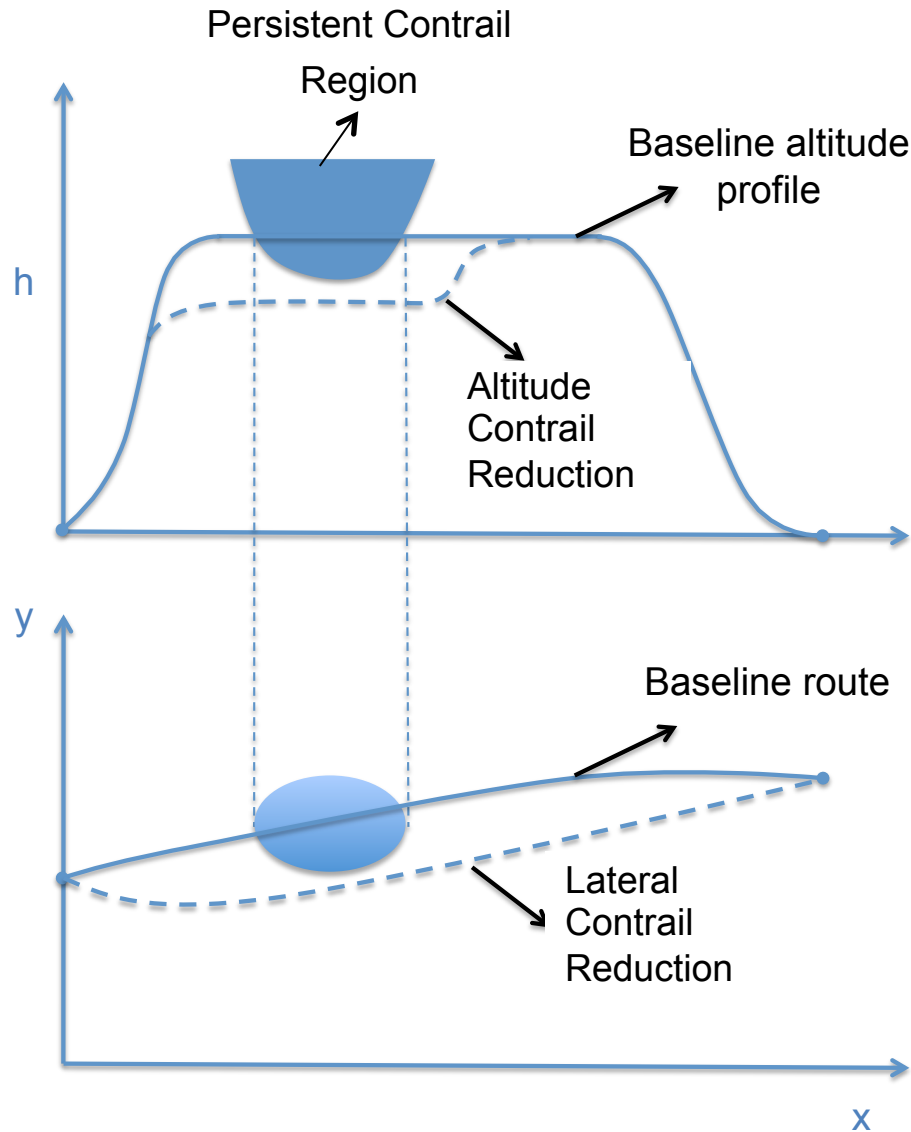 Persistent Contrail
Region
Baseline altitude
profile
h
Altitude
Contrail
Reduction
y
Baseline route
Lateral
Contrail
Reduction
x